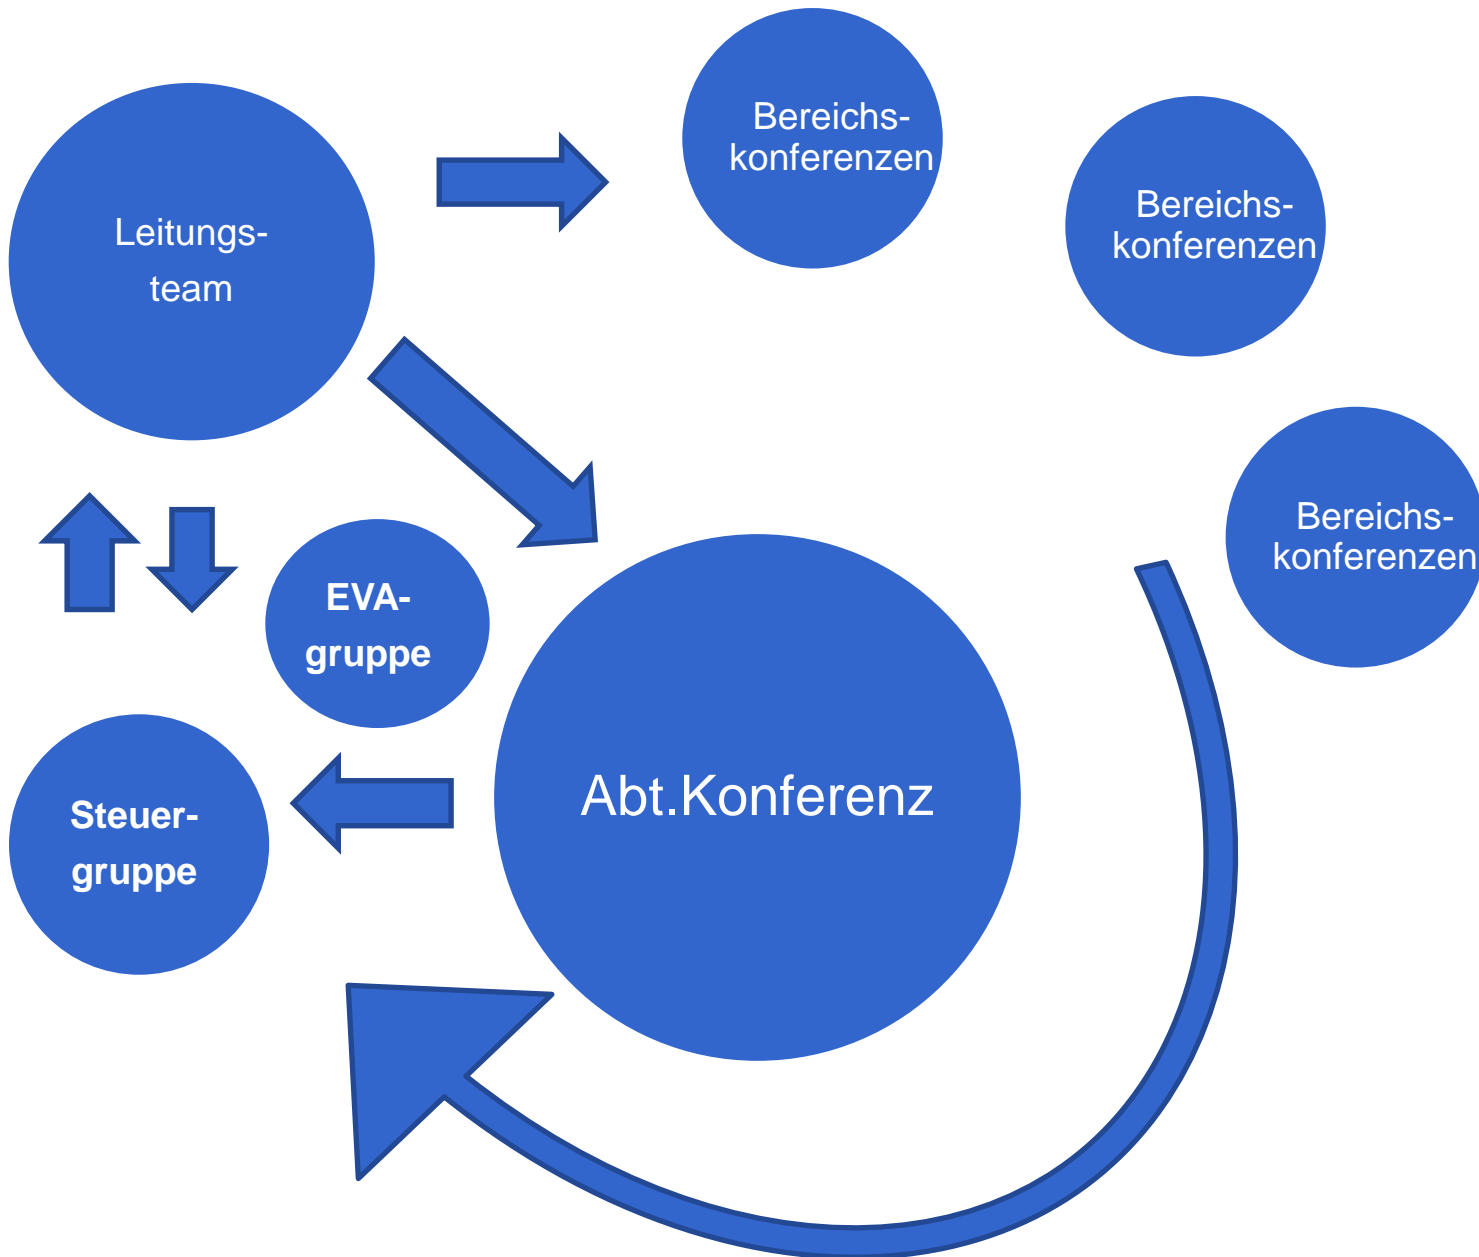 Bereichs-
konferenzen
Leitungs-
team
Bereichs-
konferenzen
Bereichs-
konferenzen
EVA-
gruppe
Steuer-
gruppe
Abt.Konferenz